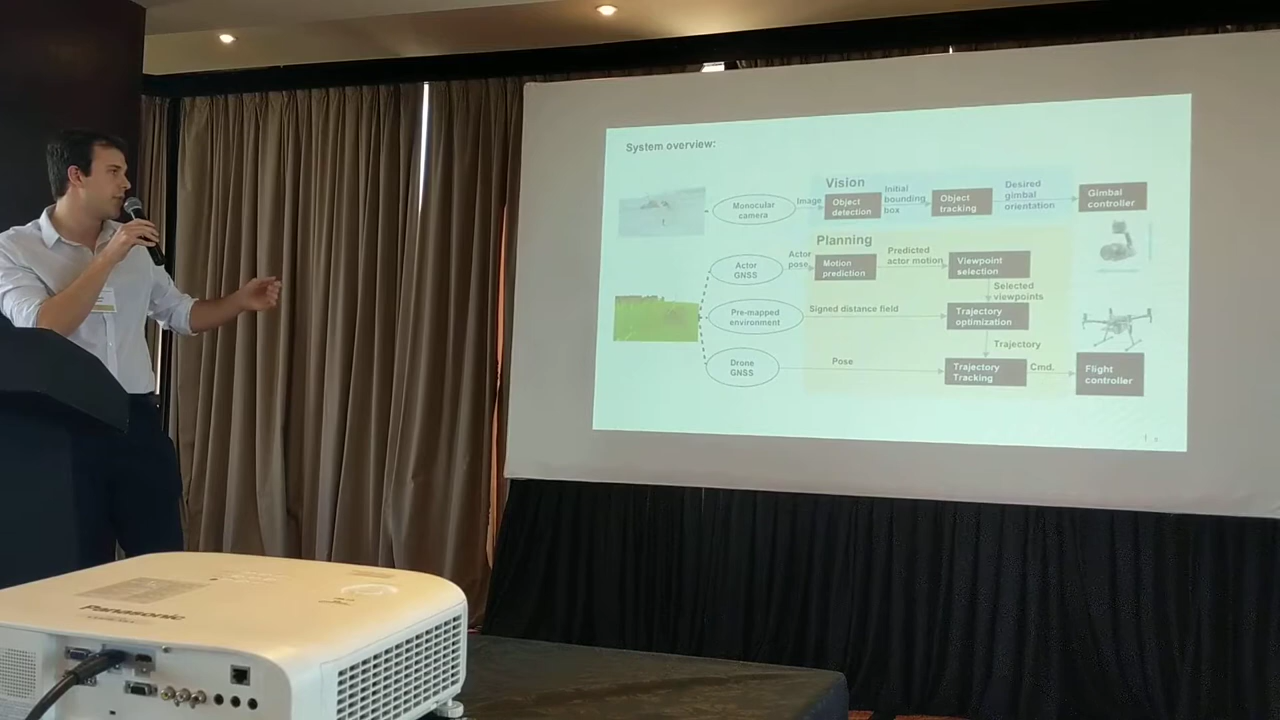 System overview:
Vision
Monocular
camera
Image
Object
detection
Initial
bounding
box
Object
tracking
Desired
gimbal
orientation
Gimbal
controller
Planning
Actor
GNSS
Actor
pose
Motion
prediction
Predicted
actor motion
Viewpoint
selection
Selected
viewpoints
Pre-mapped
environment
Signed distance field
Trajectory
optimization
Trajectory
Drone
GNSS
Pose
Trajectory
Tracking
Cmd.
Flight
controller
Panasonic